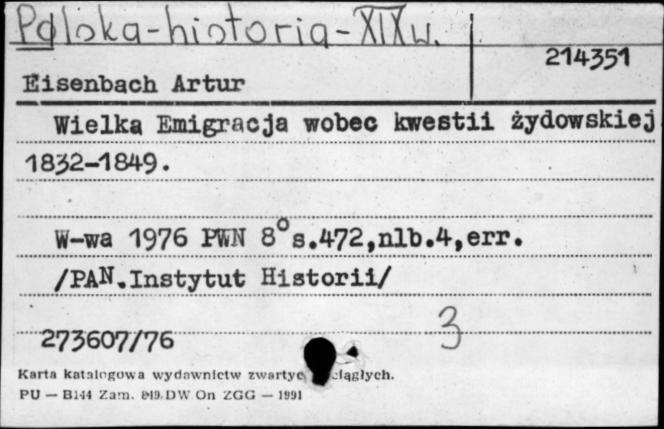 Polska-historia-XIXw.
214351
Eisenbach Artur
Wielka Emigracja wobec kwestii żydowskiej
1832-1849.
W-wa 1976 PWN 8° s.472,nlb.4,err.
/PAN.Instytut Historii/
273607/76
3
Karta katalogowa wydawnictw zwartyc ciągłych.
PU — B144 Zam. DW On ZGG — 1991